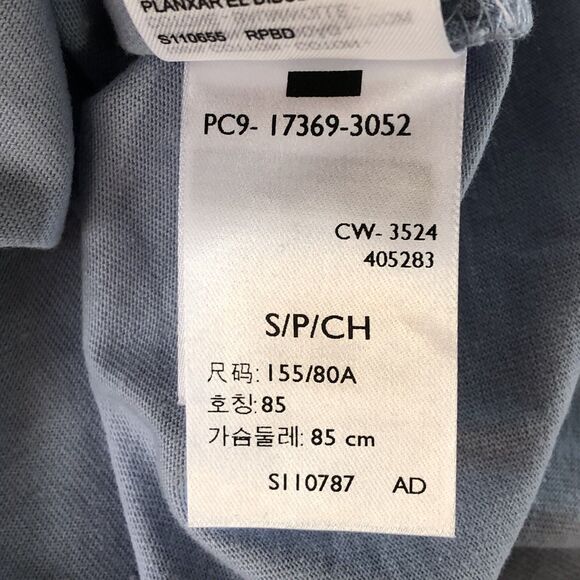 PLANXAR EL
S110655 RPBD
PC9- 17369-3052
CW- 3524
405283
S/P/CH
尺码: 155/80A
호칭: 85
가슴둘레: 85 cm
S110787 AD